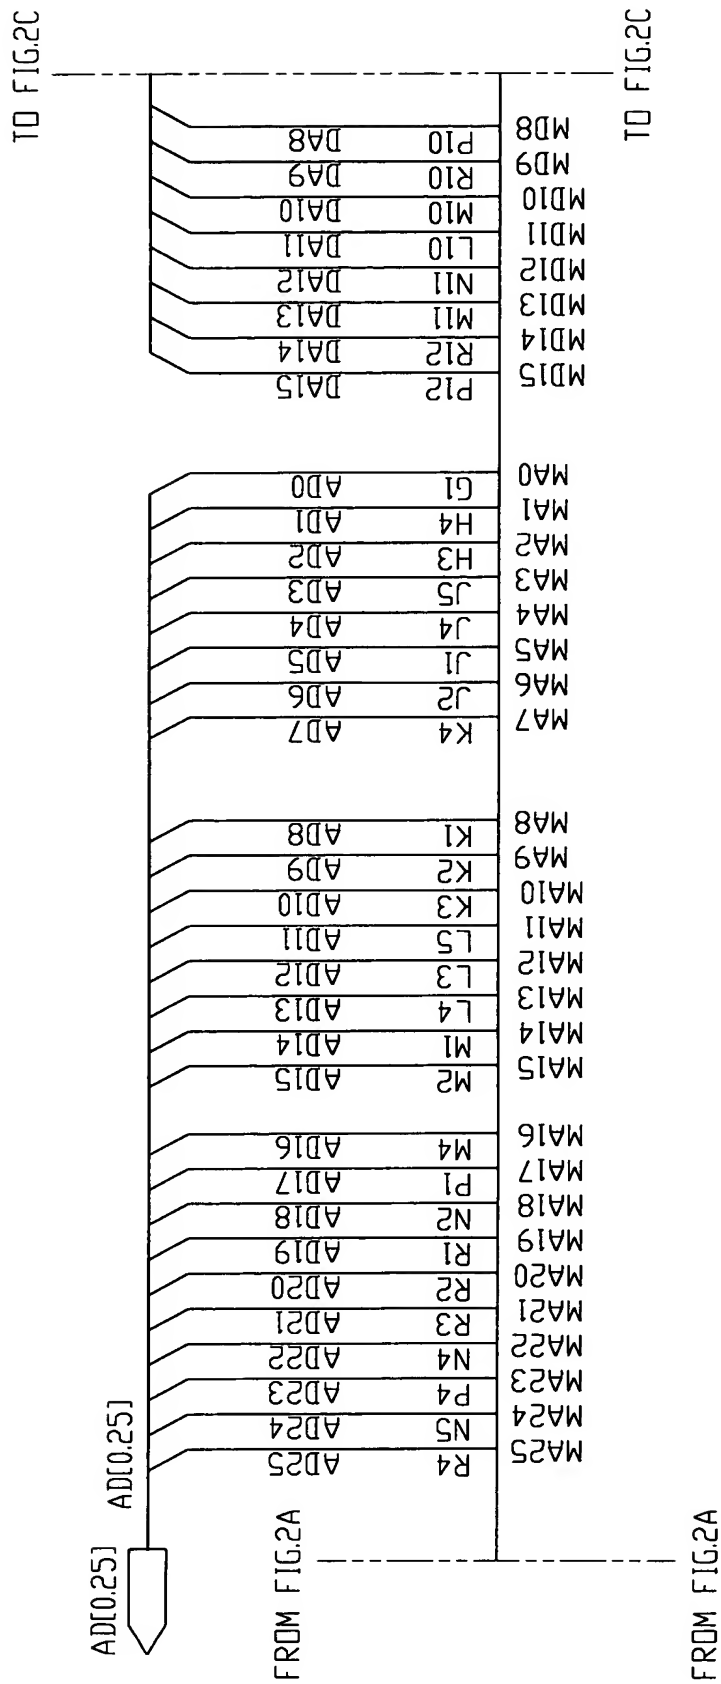 TO FIG.2C
TO FIG.2C
DA8 P10 MD8
DA9 R10 MD9
DA10 M10 MD10
DA11 L10 MD11
DA12 N11 MD12
DA13 M11 MD13
DA14 R12 MD14
DA15 P12 MD15
AD0 G1 MA0
AD1 H4 MA1
AD2 H3 MA2
AD3 J5 MA3
AD4 J4 MA4
AD5 J1 MA5
AD6 J2 MA6
AD7 K4 MA7
AD8 K1 MA8
AD9 K2 MA9
AD10 K3 MA10
AD11 L5 MA11
AD12 L3 MA12
AD13 L4 MA13
AD14 M1 MA14
AD15 M2 MA15
AD16 M4 MA16
AD17 P1 MA17
AD18 N2 MA18
AD19 R1 MA19
AD20 R2 MA20
AD21 R3 MA21
AD22 N4 MA22
AD23 P4 MA23
AD24 N5 MA24
AD25 R4 MA25
AD[0.25]
AD[0.25]
FROM FIG.2A
FROM FIG.2A